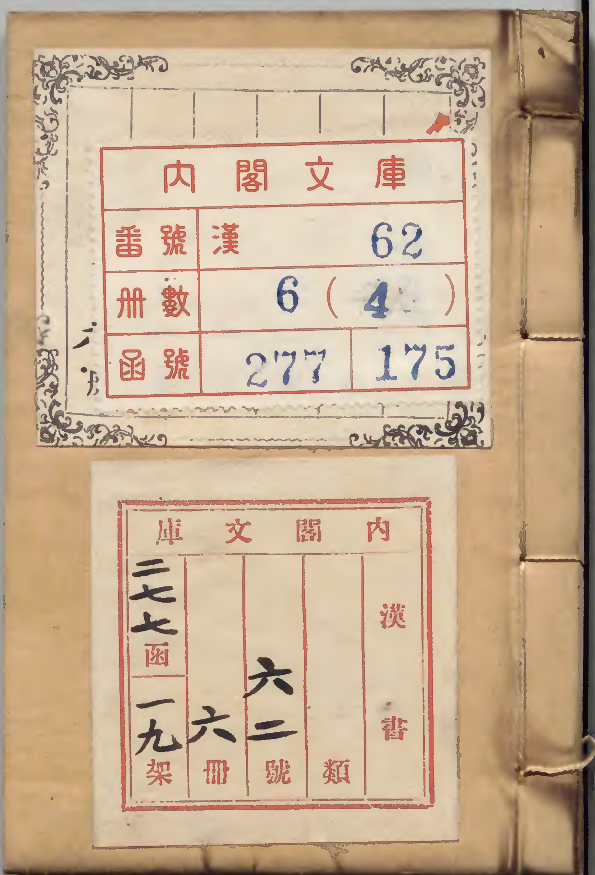 内閣文庫
番號 漢 62
冊數 6 ( 4 )
函號 277 175
内閣文庫
漢書
類
六二號
六冊
二七七函
一九架